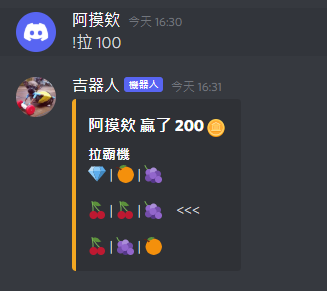 阿摸欸 今天 16:30
!拉 100
吉器人 機器人 今天 16:31
阿摸欸 贏了 200
拉霸機
💎 | 🍊 | 🍇
🍒 | 🍒 | 🍇 <<<
🍒 | 🍇 | 🍊